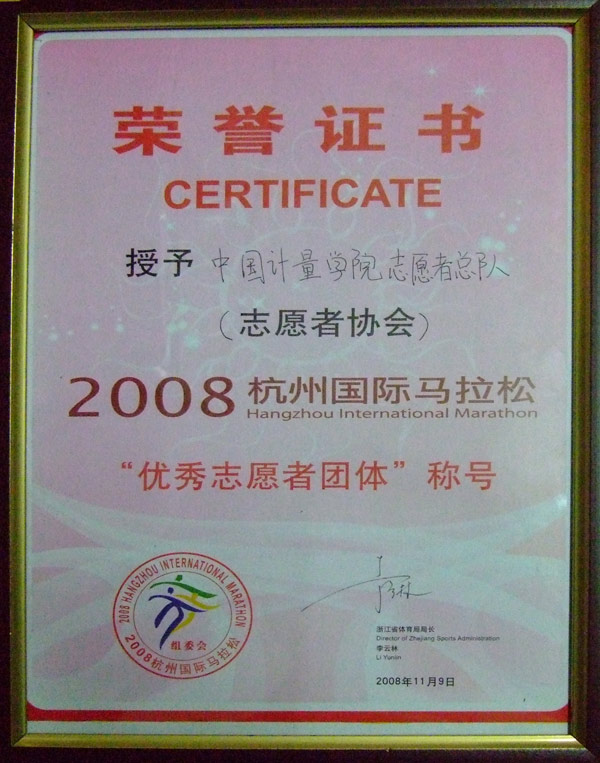 荣誉证书
CERTIFICATE
授予 中国计量学院志愿者总队
（志愿者协会）
2008 杭州国际马拉松
Hangzhou International Marathon
“优秀志愿者团体”称号
2008 HANGZHOU INTERNATIONAL MARATHON
组委会
2008杭州国际马拉松
浙江省体育局局长
Director of Zhejiang Sports Administration
李云林
Li Yunlin
2008年11月9日